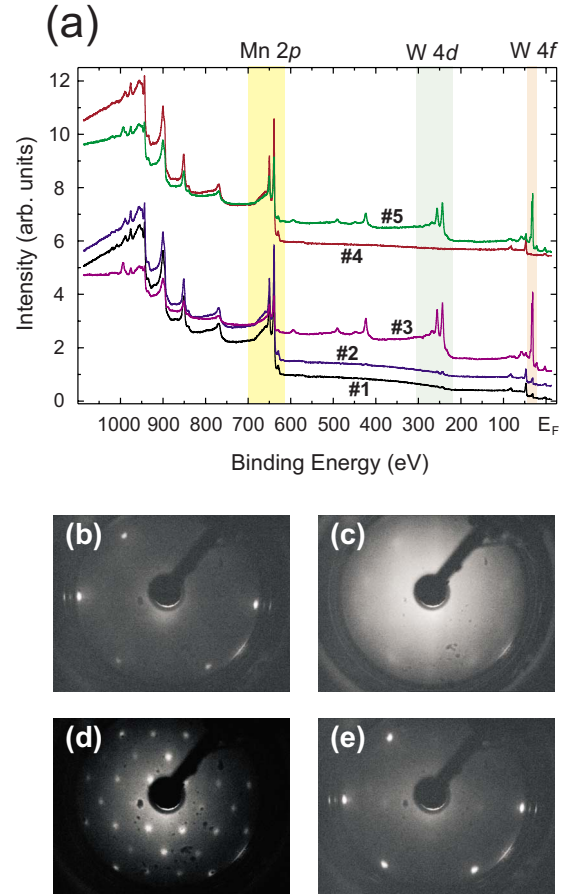 (a)
Mn 2p W 4d W 4f
12
10
8
6
4
2
0
Intensity (arb. units)
#5
#4
#3
#2
#1
1000 900 800 700 600 500 400 300 200 100 E_F
Binding Energy (eV)
(b) (c)
(d) (e)